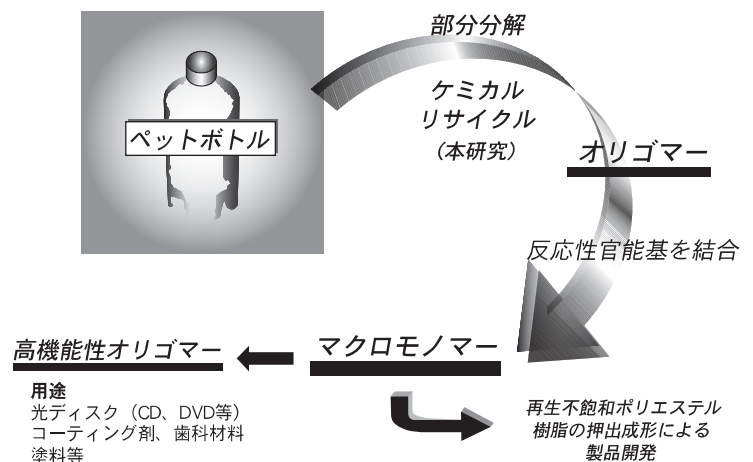 部分分解
ケミカル
リサイクル
（本研究）
ペットボトル
オリゴマー
反応性官能基を結合
マクロモノマー
高機能性オリゴマー
用途
光ディスク（CD、DVD等）
コーティング剤、歯科材料
塗料等
再生不飽和ポリエステル
樹脂の押出成形による
製品開発